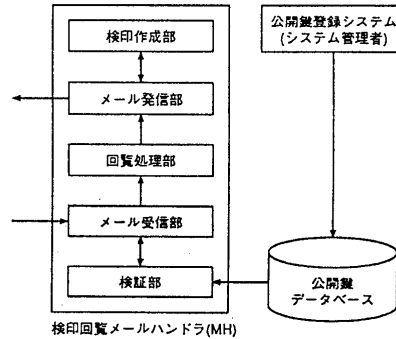 検印作成部
メール発信部
回覧処理部
メール受信部
検証部
検印回覧メールハンドラ(MH)
公開鍵登録システム
(システム管理者)
公開鍵
データベース